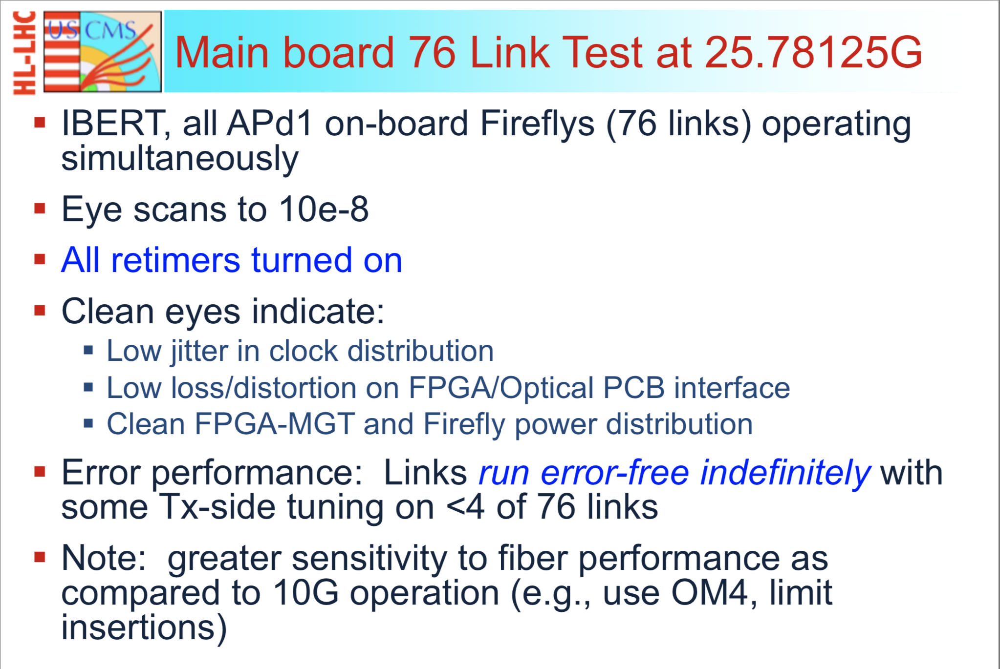 HL-LHC
US CMS
Main board 76 Link Test at 25.78125G
IBERT, all APd1 on-board Fireflys (76 links) operating
simultaneously
Eye scans to 10e-8
All retimers turned on
Clean eyes indicate:
Low jitter in clock distribution
Low loss/distortion on FPGA/Optical PCB interface
Clean FPGA-MGT and Firefly power distribution
Error performance:  Links run error-free indefinitely with
some Tx-side tuning on <4 of 76 links
Note:  greater sensitivity to fiber performance as
compared to 10G operation (e.g., use OM4, limit
insertions)